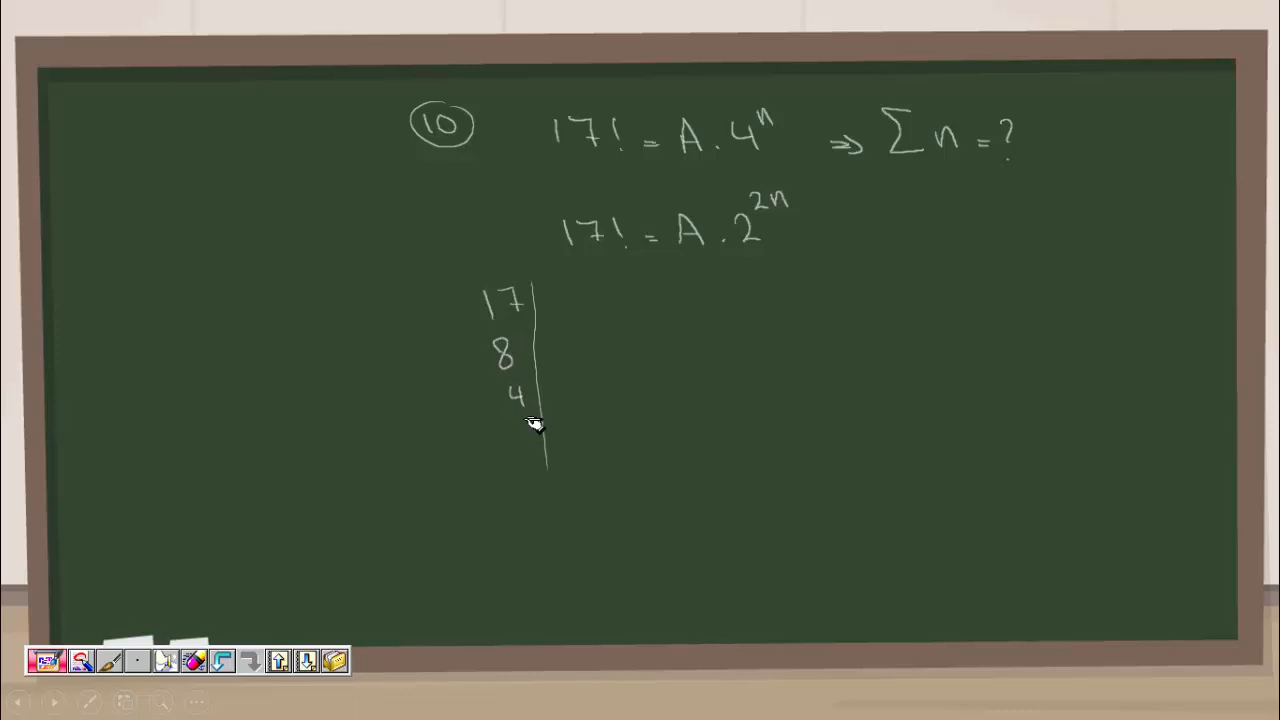 10 17! = A . 4ⁿ ⇒ Σ n = ?
17! = A . 2²ⁿ
17
8
4